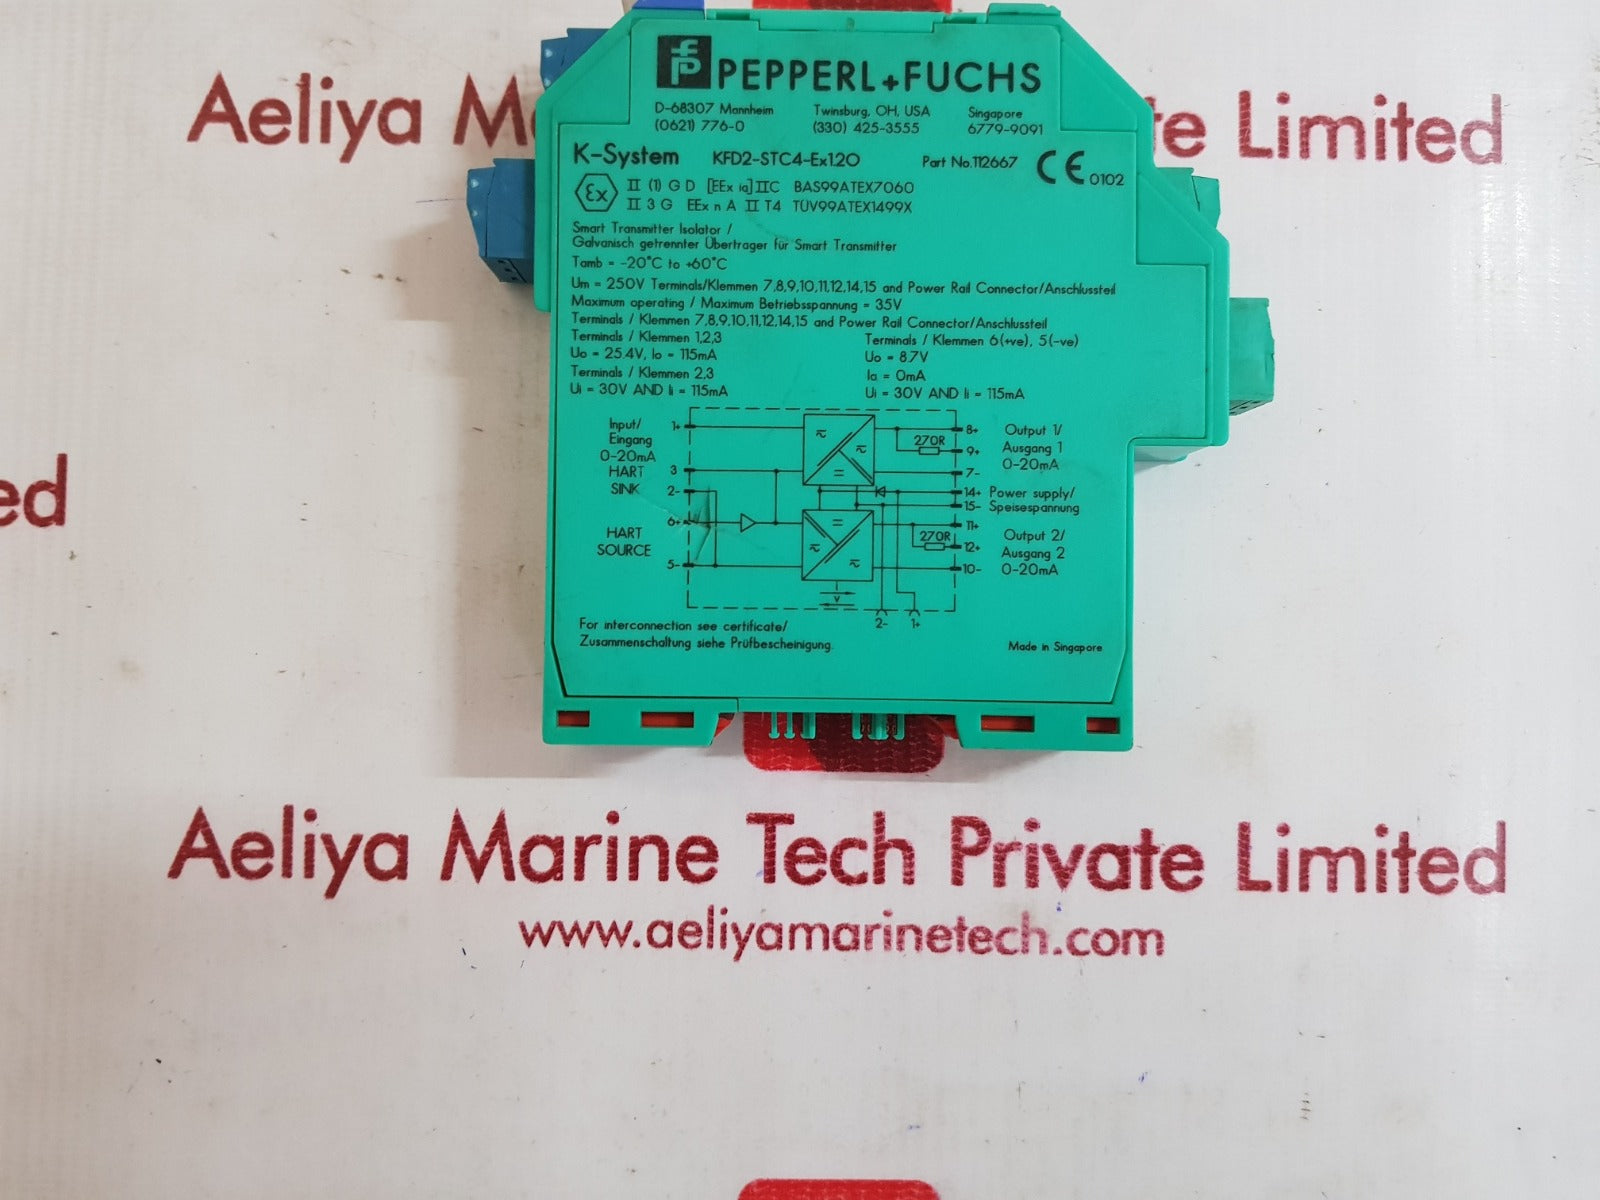 PEPPERL+FUCHS
D-68307 Mannheim Twinsburg, OH, USA Singapore
(0621) 776-0 (330) 425-3555 6779-9091
K-System KFD2-STC4-Ex1.2O Part No.112667 CE 0102
Ex II (1) G D [EEx ia] IIC BAS99ATEX7060
II 3 G EEx n A II T4 TÜV99ATEX1499X
Smart Transmitter Isolator /
Galvanisch getrennter Übertrager für Smart Transmitter
Tamb = -20°C to +60°C
Um = 250V Terminals/Klemmen 7,8,9,10,11,12,14,15 and Power Rail Connector/Anschlussteil
Maximum operating / Maximum Betriebsspannung = 35V
Terminals / Klemmen 7,8,9,10,11,12,14,15 and Power Rail Connector/Anschlussteil
Terminals / Klemmen 1,2,3
Uo = 25.4V, Io = 115mA
Terminals / Klemmen 2,3
Ui = 30V AND Ii = 115mA
Terminals / Klemmen 6(+ve), 5(-ve)
Uo = 8.7V
Io = 0mA
Ui = 30V AND Ii = 115mA
Input/
Eingang
0-20mA
HART
SINK
HART
SOURCE
1+
3
2-
6+
5-
270R
270R
V
2- 1+
8+
9+
7-
14+
15-
11+
12+
10-
Output 1/
Ausgang 1
0-20mA
Power supply/
Speisespannung
Output 2/
Ausgang 2
0-20mA
For interconnection see certificate/
Zusammenschaltung siehe Prüfbescheinigung.
Made in Singapore
Aeliya M te Limited
ed
Aeliya Marine Tech Private Limited
www.aeliyamarinetech.com